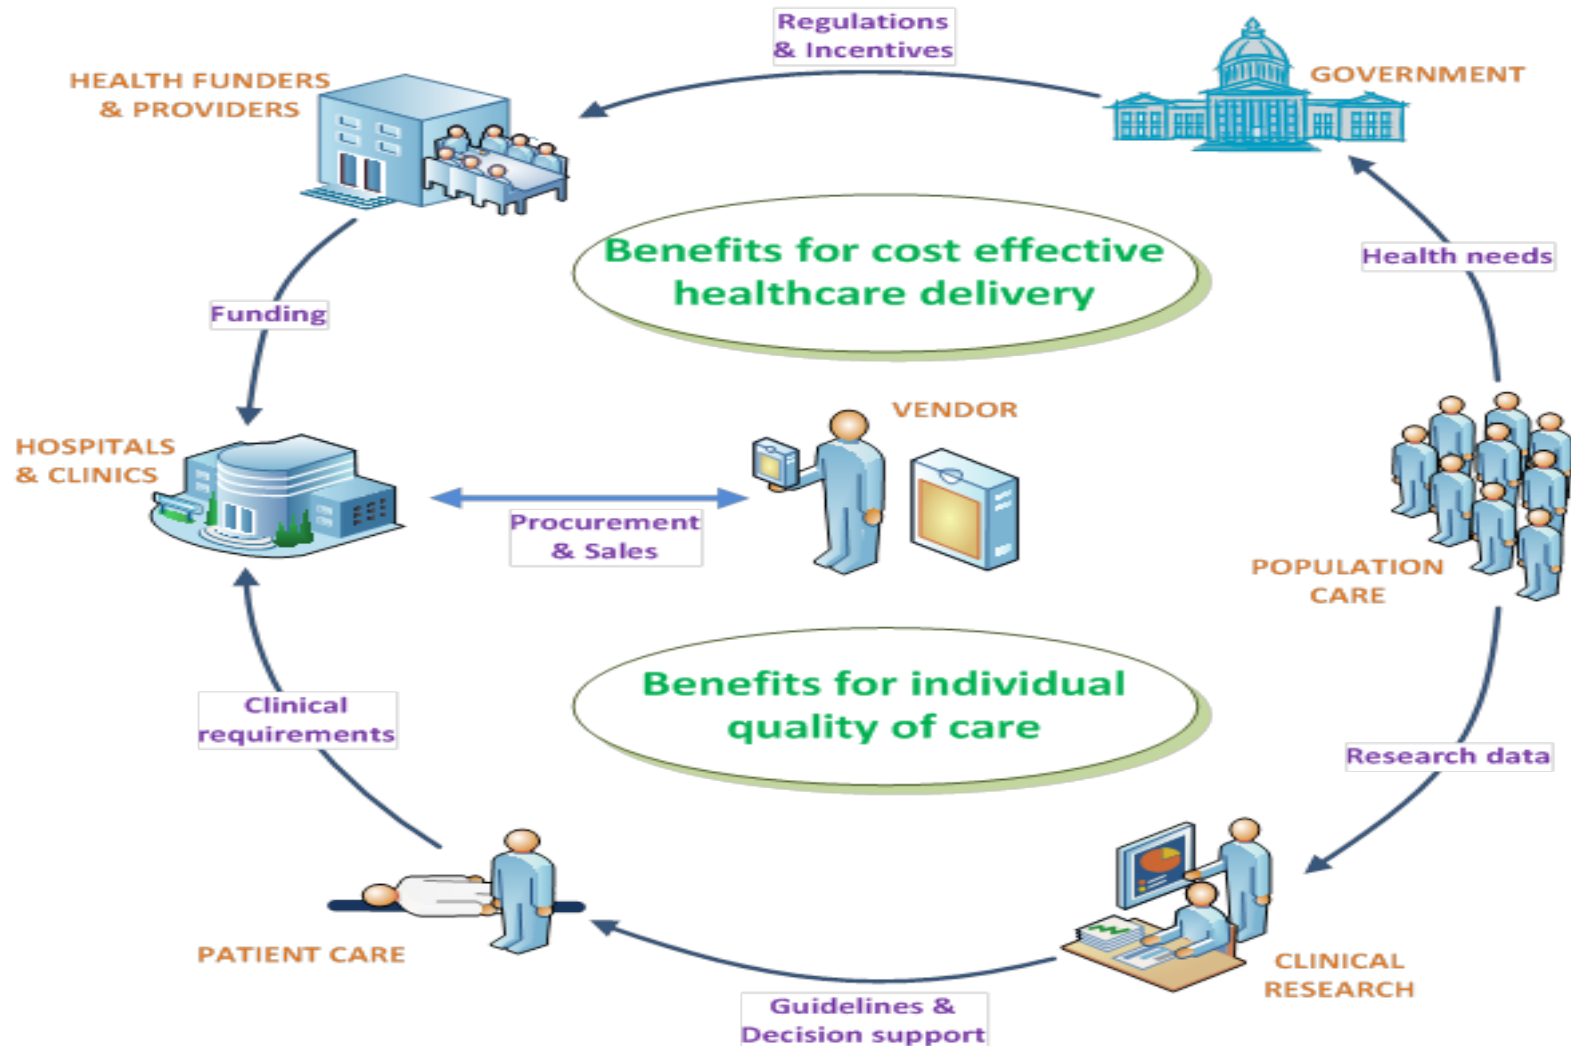 Regulations
& Incentives
HEALTH FUNDERS
& PROVIDERS
GOVERNMENT
Benefits for cost effective
healthcare delivery
Health needs
Funding
VENDOR
HOSPITALS
& CLINICS
Procurement
& Sales
POPULATION
CARE
Benefits for individual
quality of care
Clinical
requirements
Research data
PATIENT CARE
CLINICAL
RESEARCH
Guidelines &
Decision support